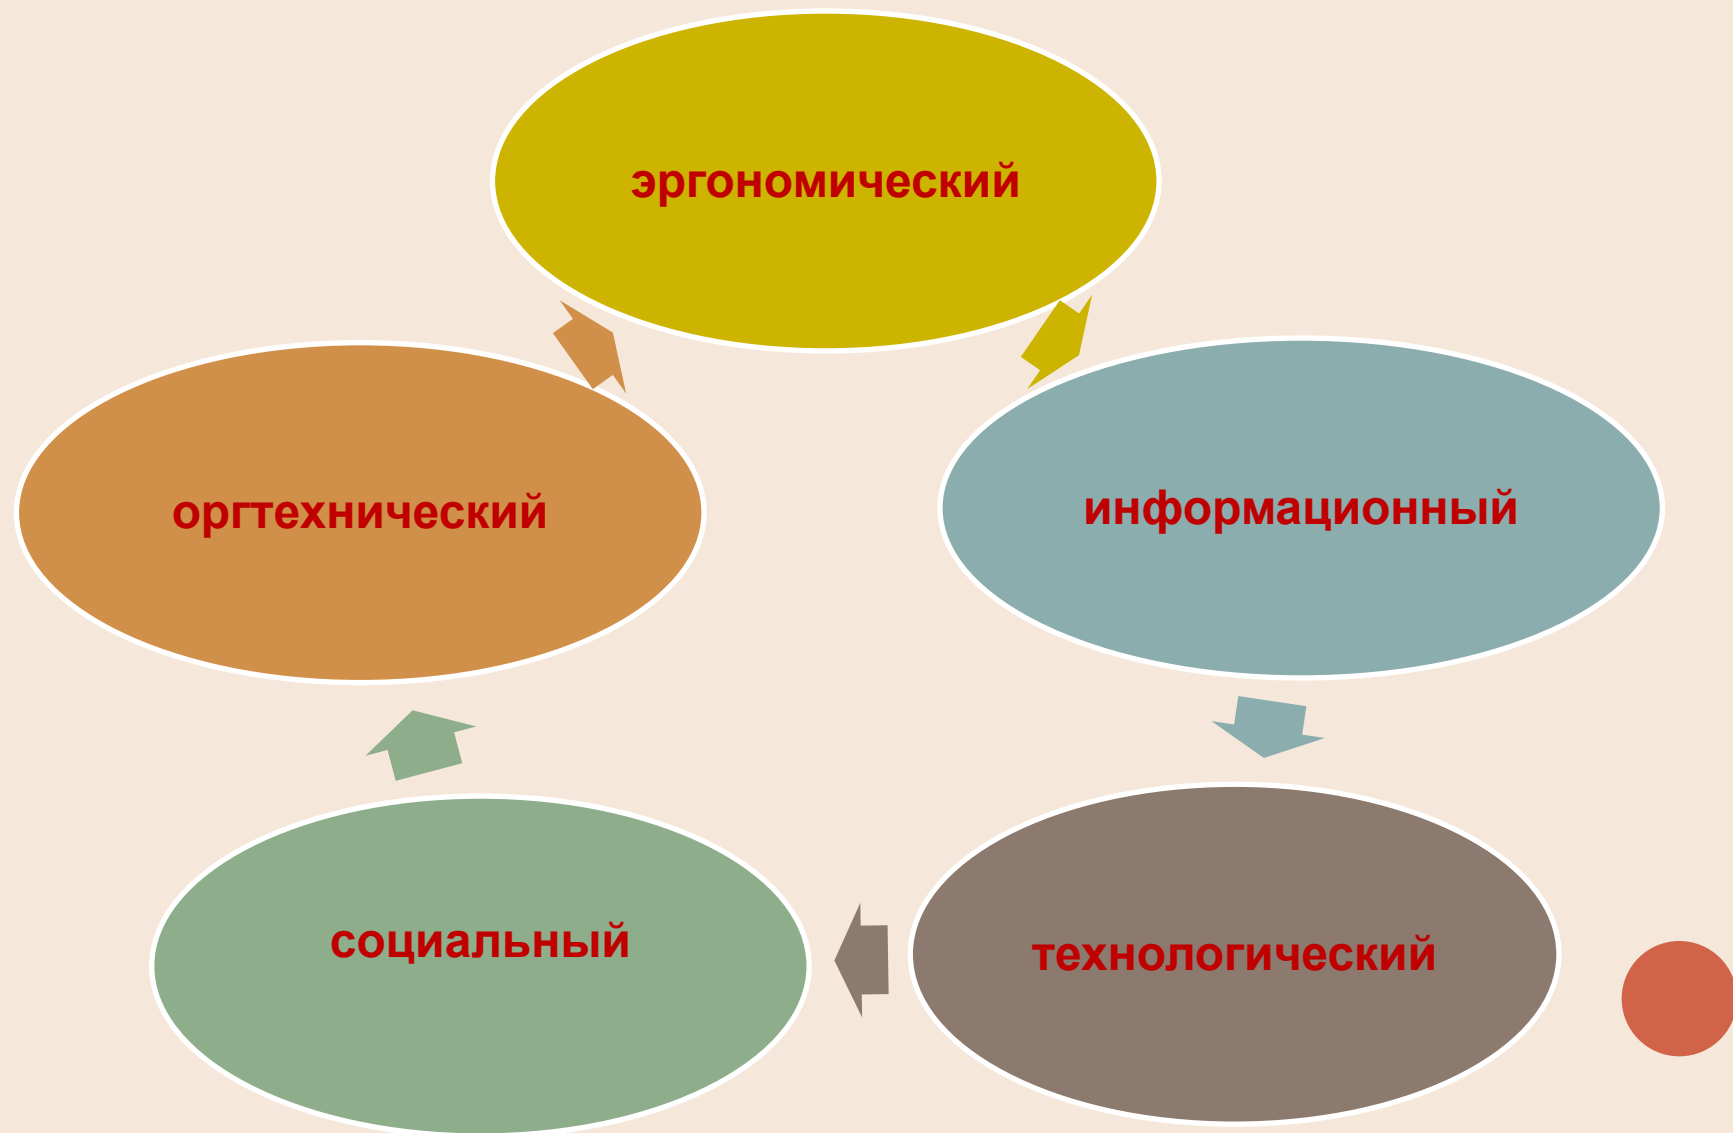 эргономический
оргтехнический
информационный
социальный
технологический